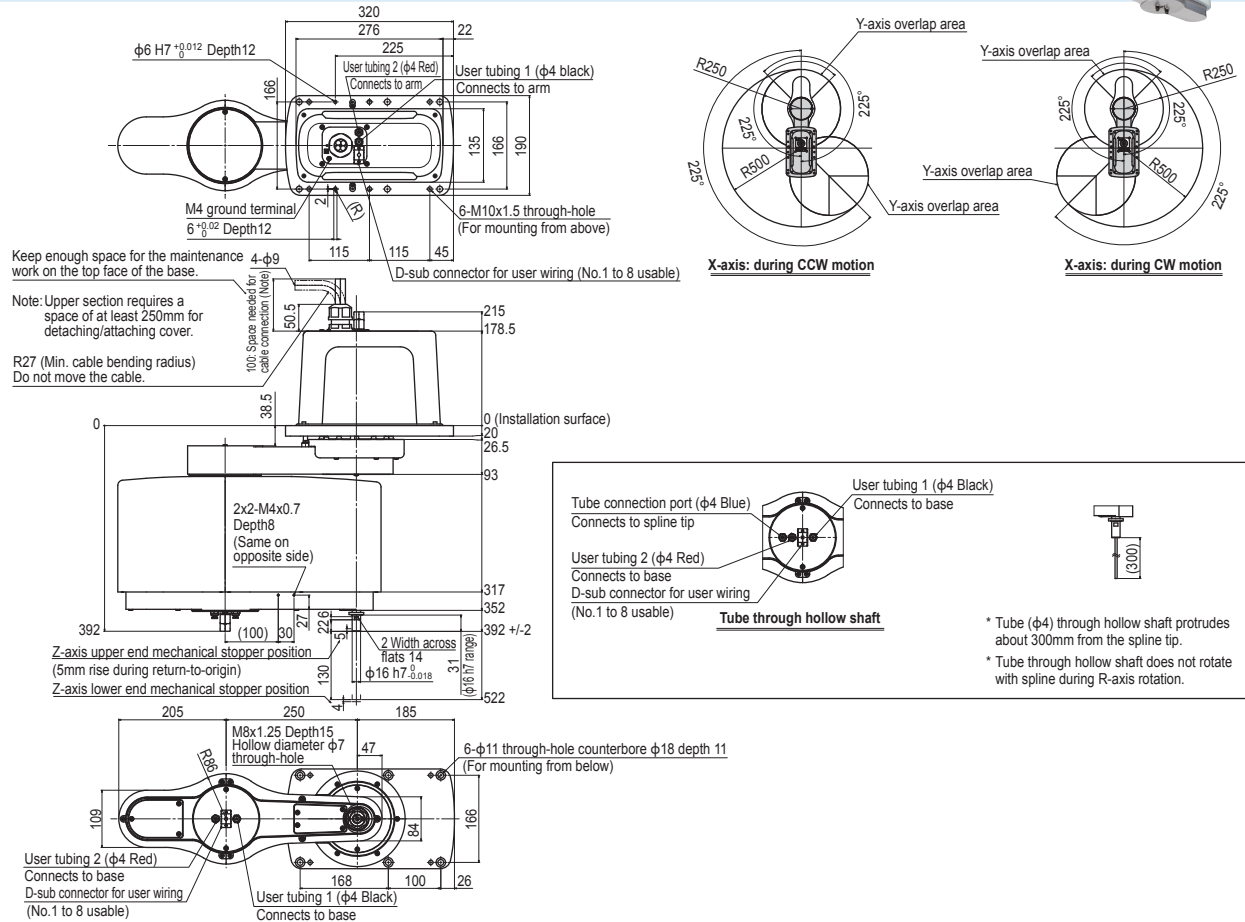 320
276
22
225
φ6 H7 +0.012 0 Depth12
User tubing 2 (φ4 Red)
Connects to arm
User tubing 1 (φ4 black)
Connects to arm
166
135
166
190
M4 ground terminal
2
(R)
6 +0.02 0 Depth12
6-M10x1.5 through-hole
(For mounting from above)
115
115
45
D-sub connector for user wiring (No.1 to 8 usable)
Y-axis overlap area
R250
225°
225°
R500
225°
Y-axis overlap area
X-axis: during CCW motion
Y-axis overlap area
R250
225°
225°
R500
225°
Y-axis overlap area
X-axis: during CW motion
Keep enough space for the maintenance
work on the top face of the base.
Note: Upper section requires a
space of at least 250mm for
detaching/attaching cover.
R27 (Min. cable bending radius)
Do not move the cable.
4-φ9
100: Space needed for
cable connection (Note)
50.5
215
178.5
38.5
0
0 (Installation surface)
20
26.5
93
2x2-M4x0.7
Depth8
(Same on
opposite side)
317
352
392
392 +/-2
(100)
30
27
22.6
5
2 Width across
flats 14
φ16 h7 0 -0.018
31
(φ16 h7 range)
Z-axis upper end mechanical stopper position
(5mm rise during return-to-origin)
130
Z-axis lower end mechanical stopper position
4
522
Tube connection port (φ4 Blue)
Connects to spline tip
User tubing 2 (φ4 Red)
Connects to base
D-sub connector for user wiring
(No.1 to 8 usable)
User tubing 1 (φ4 Black)
Connects to base
Tube through hollow shaft
(300)
* Tube (φ4) through hollow shaft protrudes
about 300mm from the spline tip.
* Tube through hollow shaft does not rotate
with spline during R-axis rotation.
205
250
185
M8x1.25 Depth15
Hollow diameter φ7
through-hole
47
6-φ11 through-hole counterbore φ18 depth 11
(For mounting from below)
R86
109
84
166
User tubing 2 (φ4 Red)
Connects to base
D-sub connector for user wiring
(No.1 to 8 usable)
User tubing 1 (φ4 Black)
Connects to base
168
100
26